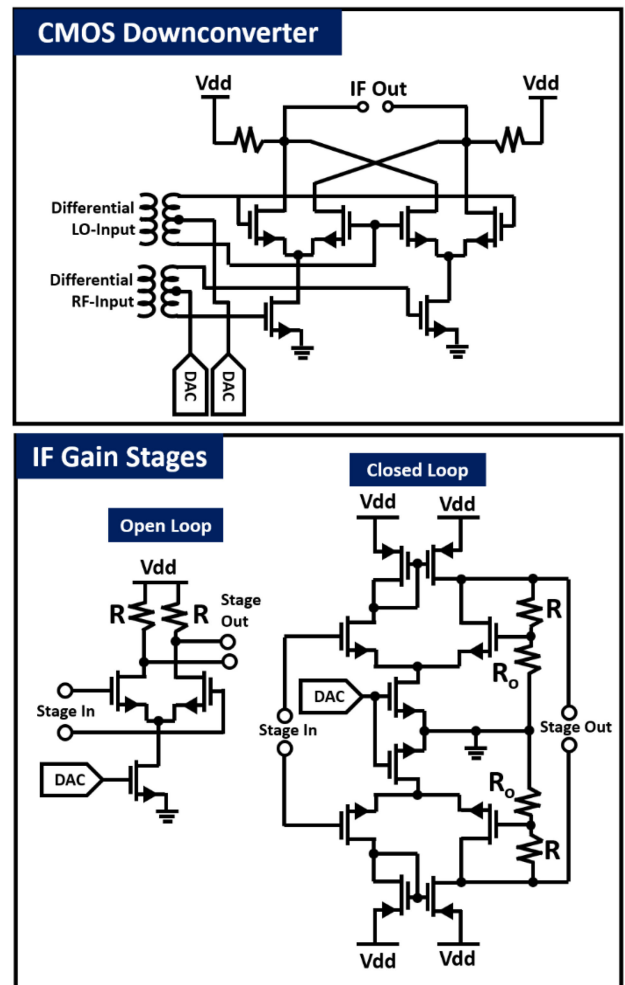 CMOS Downconverter
Vdd
IF Out
Vdd
Differential
LO-Input
Differential
RF-Input
DAC
DAC
IF Gain Stages
Open Loop
Vdd
R
R
Stage
Out
Stage In
DAC
Closed Loop
Vdd
Vdd
R
Ro
DAC
Stage In
Stage Out
Ro
R
Vdd
Vdd